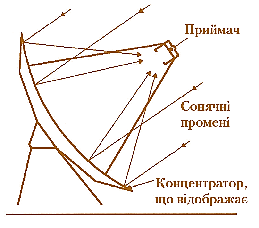 Приймач
Сонячні
промені
Концентратор,
що відображає